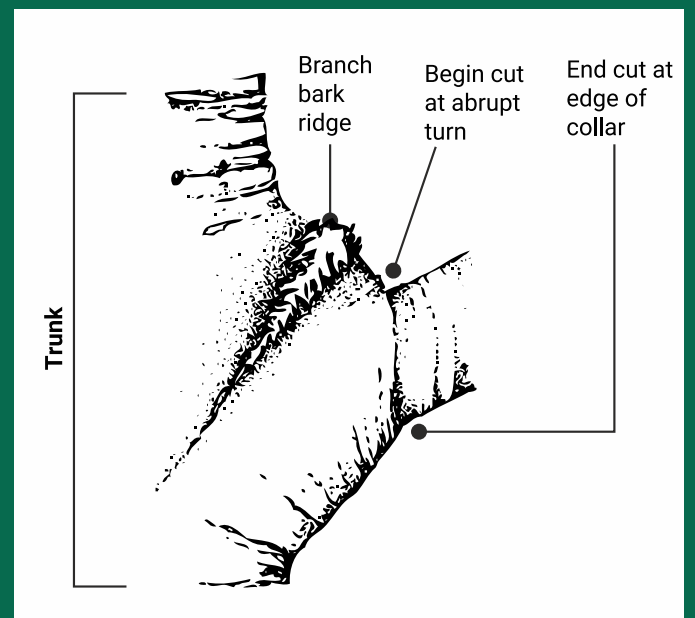 Branch
bark
ridge
Begin cut
at abrupt
turn
End cut at
edge of
collar
Trunk